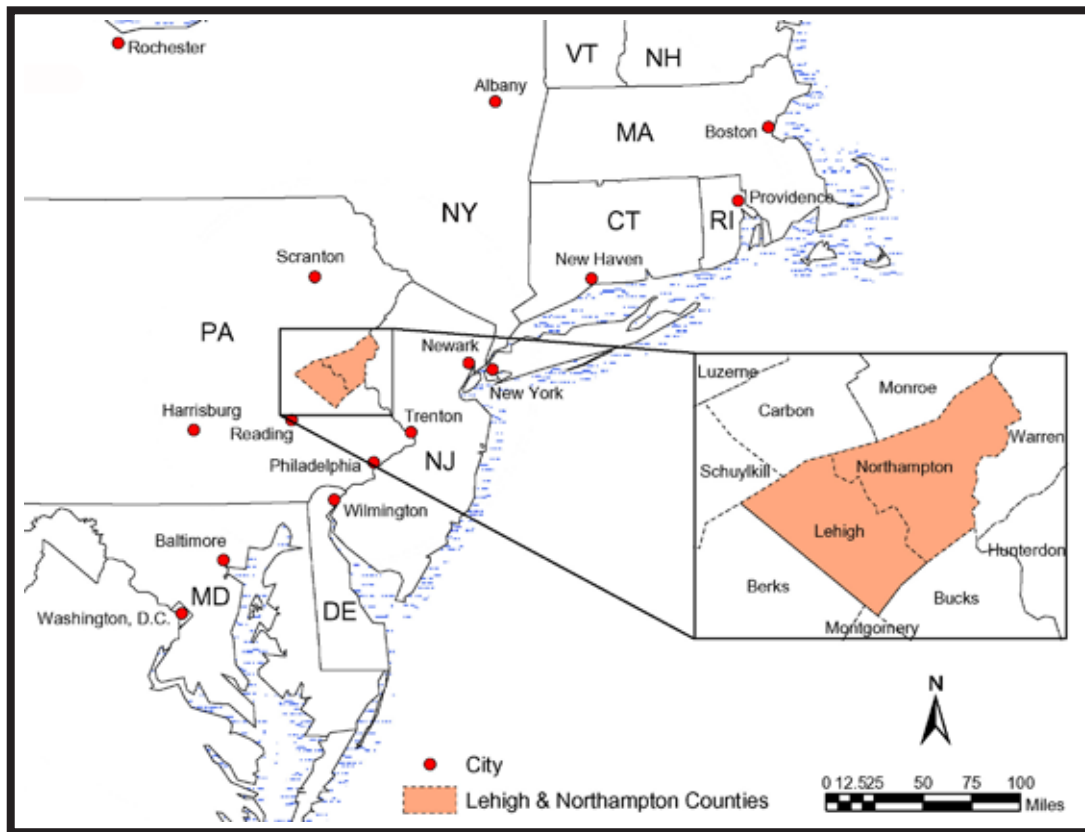 Rochester
VT
NH
Albany
MA
Boston
NY
CT
RI
Providence
Scranton
New Haven
PA
Newark
New York
Harrisburg
Reading
Trenton
Philadelphia
NJ
Wilmington
Baltimore
MD
DE
Washington, D.C.
Luzerne
Carbon
Monroe
Warren
Schuylkill
Northampton
Lehigh
Hunterdon
Berks
Bucks
Montgomery
N
City
Lehigh & Northampton Counties
0 12.525 50 75 100
Miles